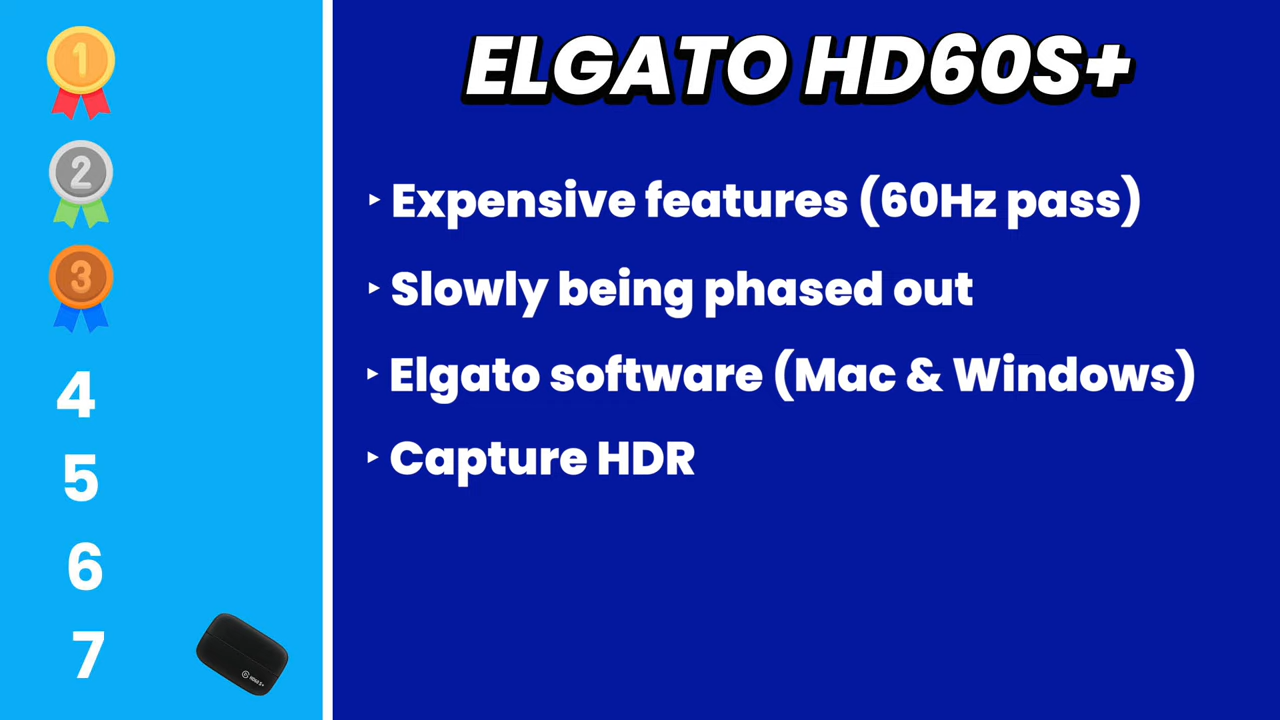 1
2
3
4
5
6
7
ELGATO HD60S+
‣ Expensive features (60Hz pass)
‣ Slowly being phased out
‣ Elgato software (Mac & Windows)
‣ Capture HDR
HD60 S+